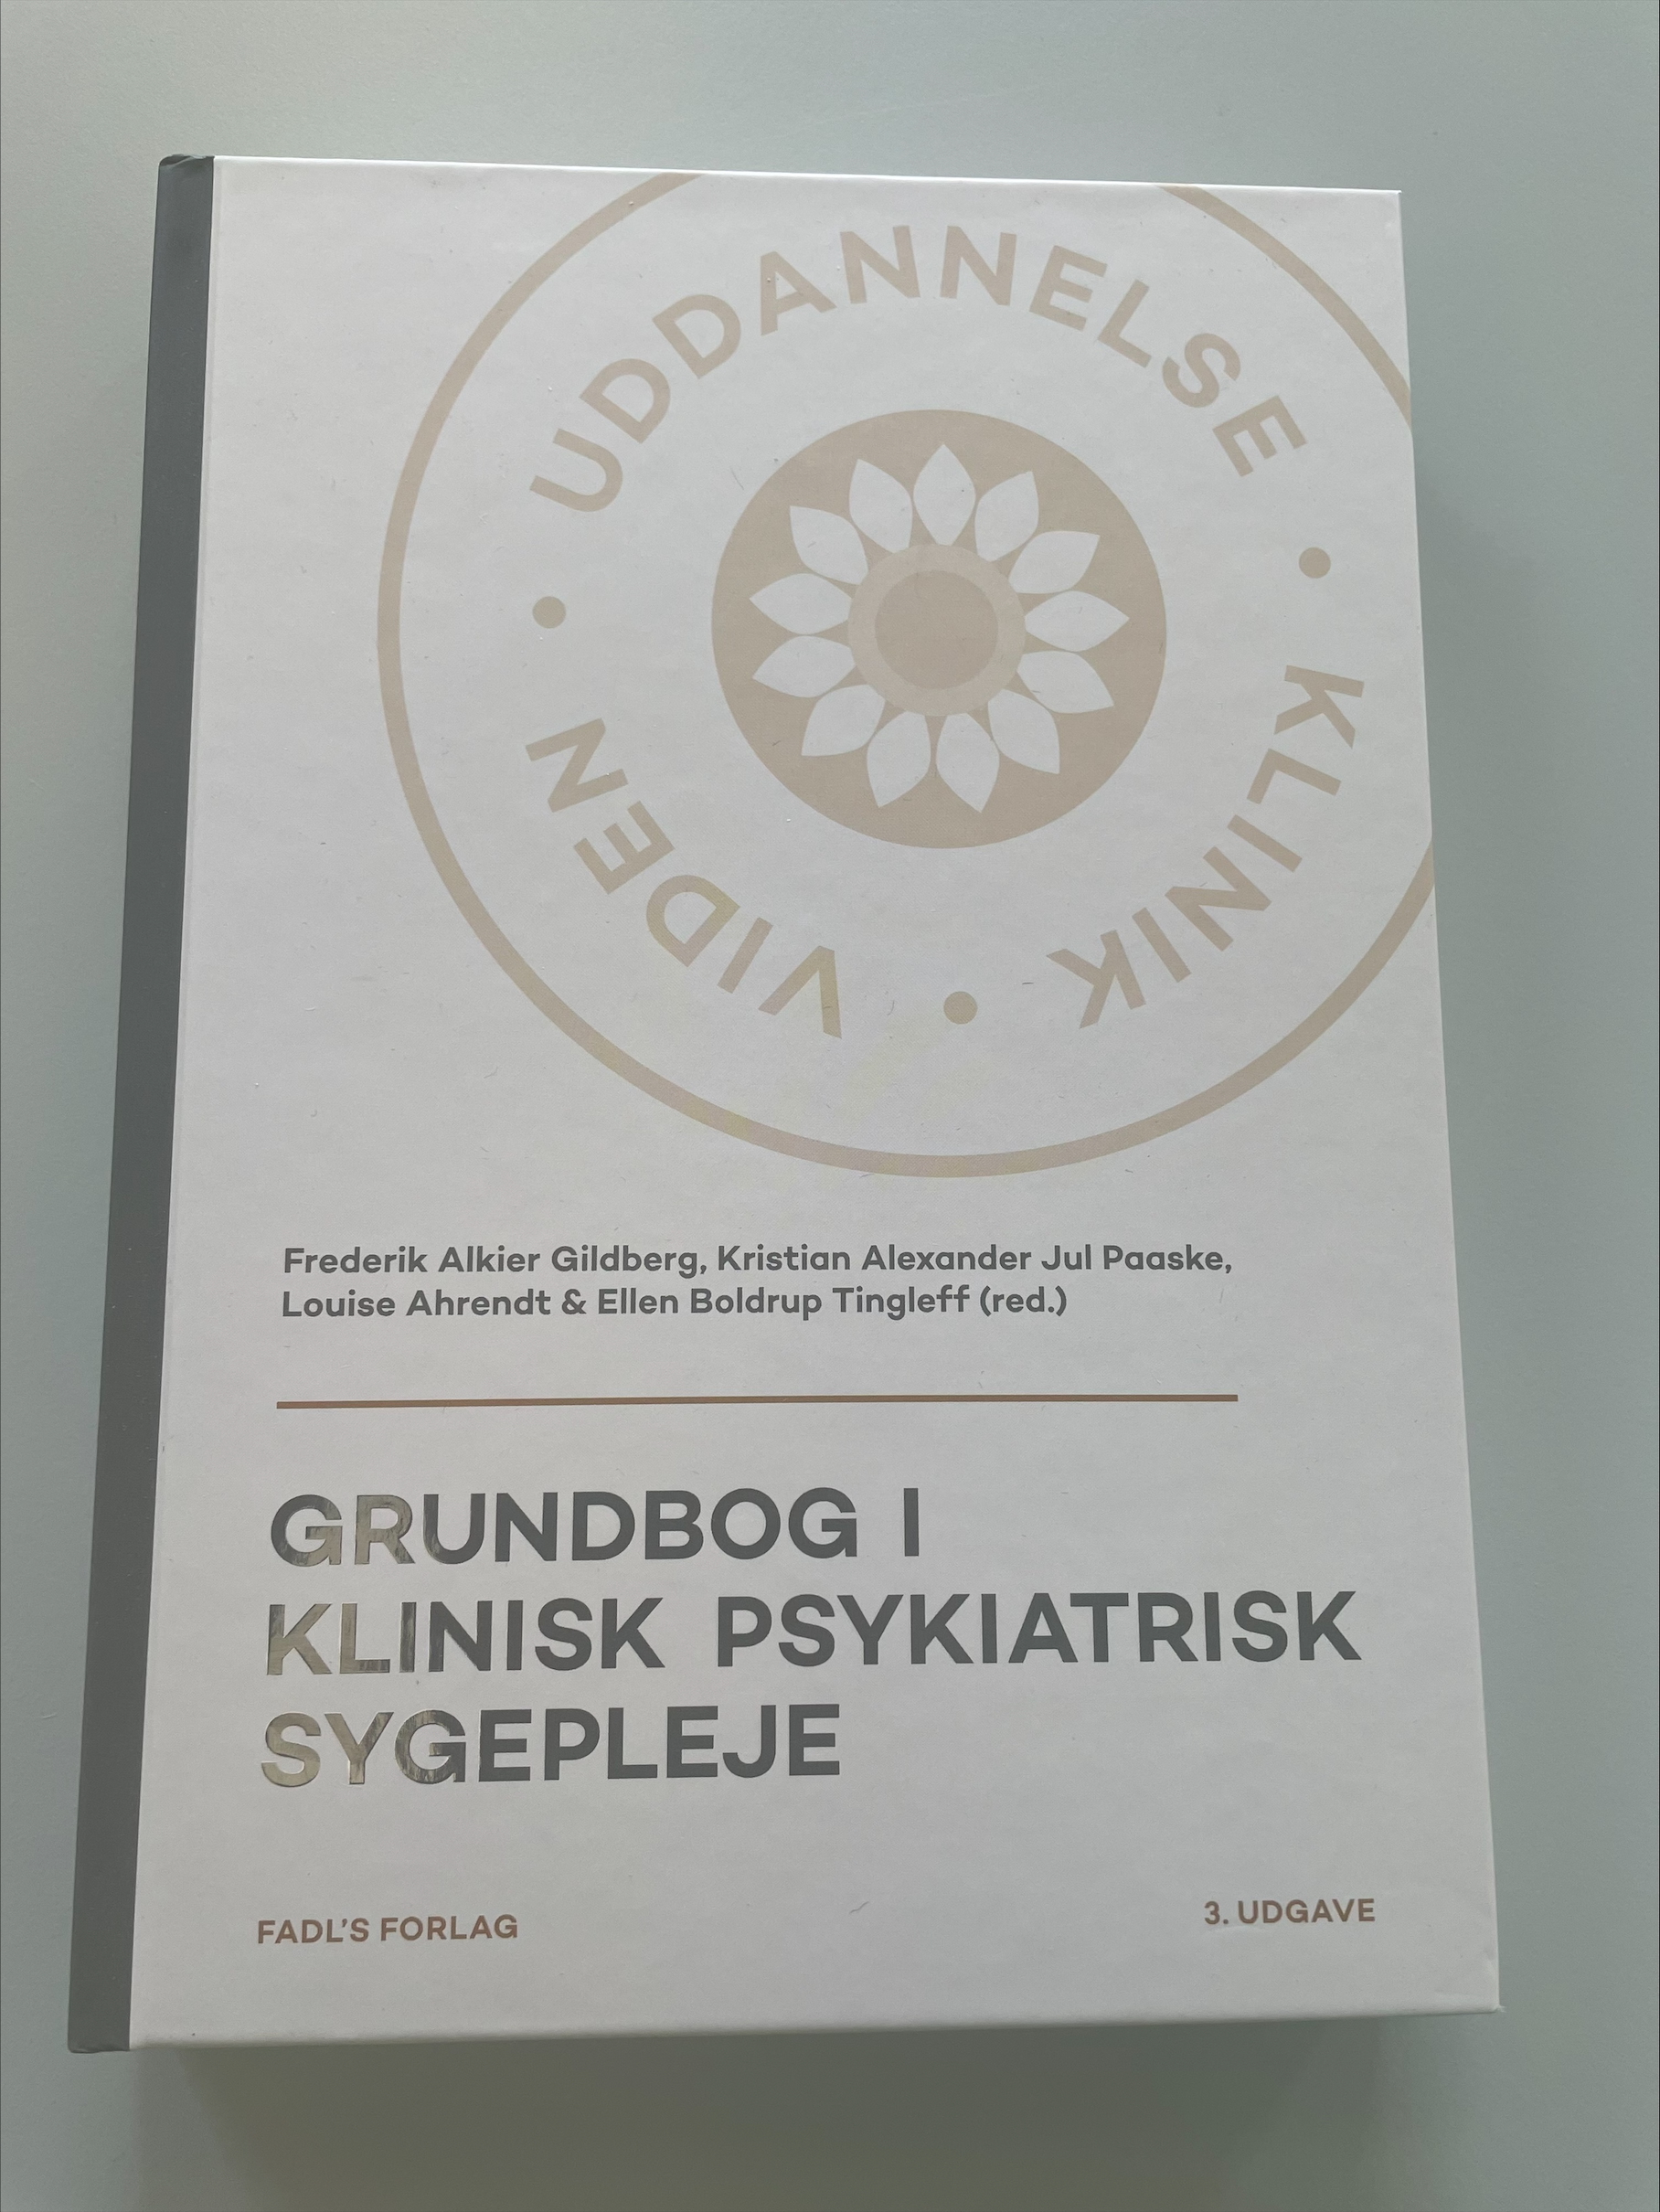 UDDANNELSE • KLINIK • VIDEN •
Frederik Alkier Gildberg, Kristian Alexander Jul Paaske,
Louise Ahrendt & Ellen Boldrup Tingleff (red.)
GRUNDBOG I
KLINISK PSYKIATRISK
SYGEPLEJE
FADL'S FORLAG
3. UDGAVE